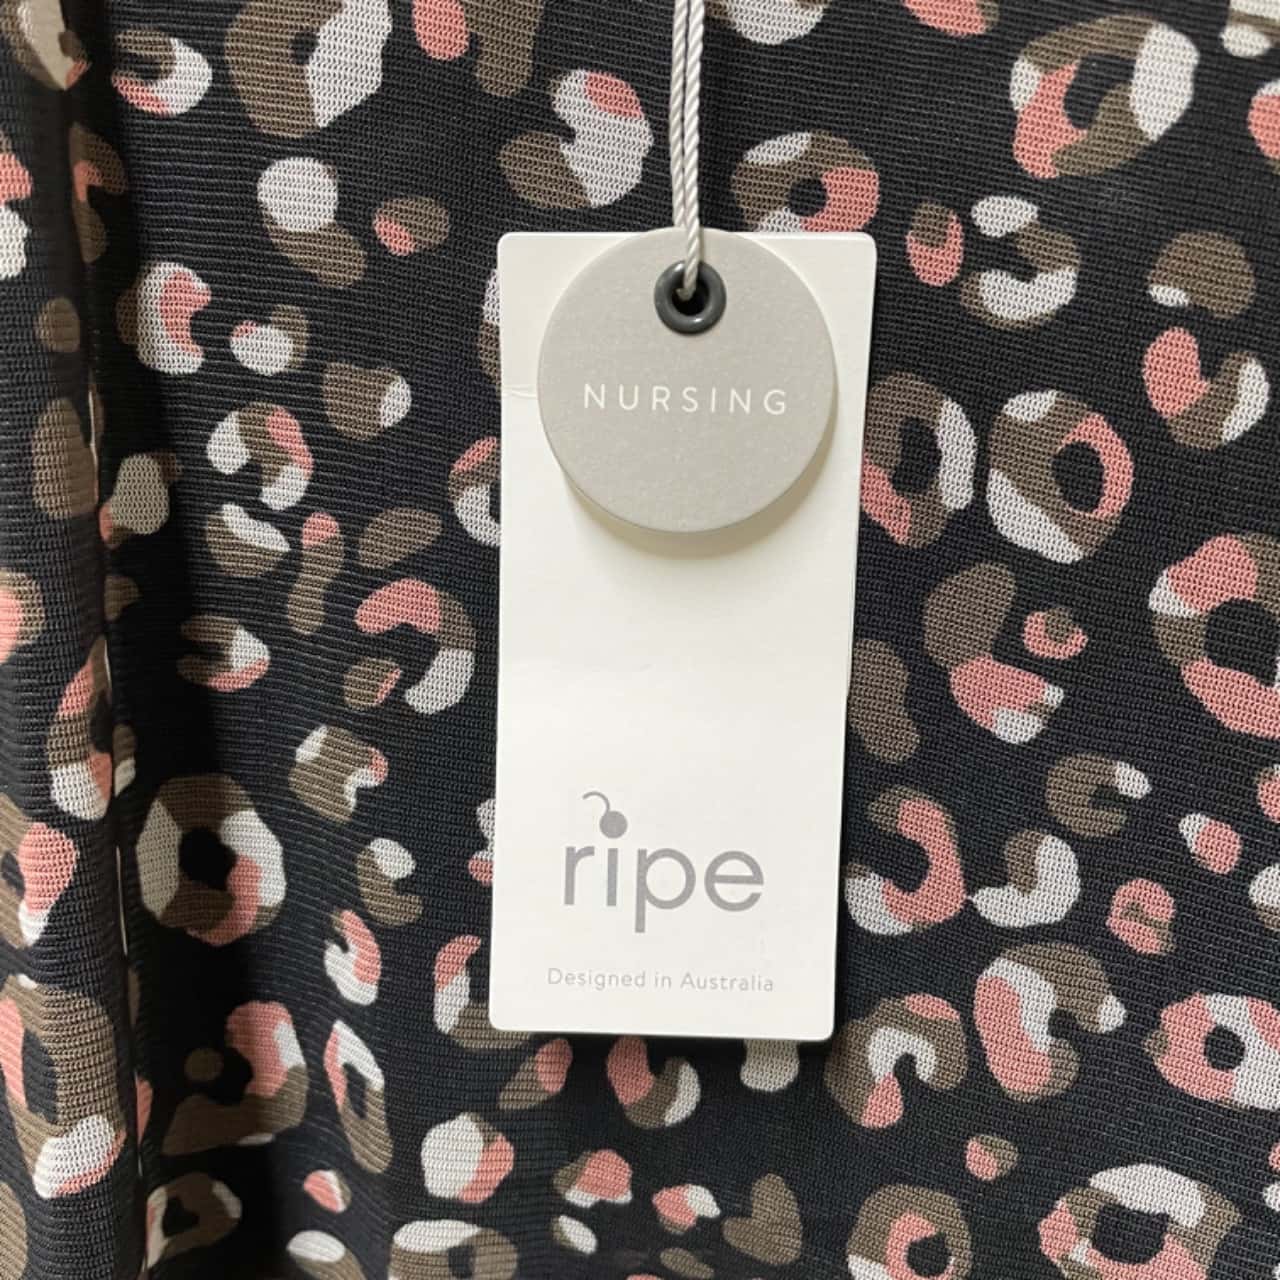 NURSING
ripe
Designed in Australia